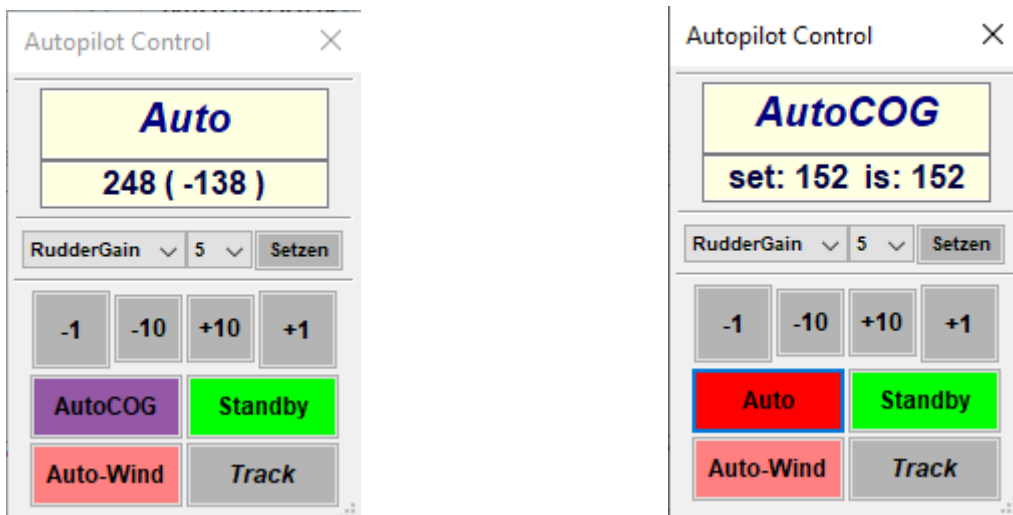 Autopilot Control
Auto
248 ( -138 )
RudderGain 5 Setzen
-1 -10 +10 +1
AutoCOG Standby
Auto-Wind Track
Autopilot Control
AutoCOG
set: 152 is: 152
RudderGain 5 Setzen
-1 -10 +10 +1
Auto Standby
Auto-Wind Track